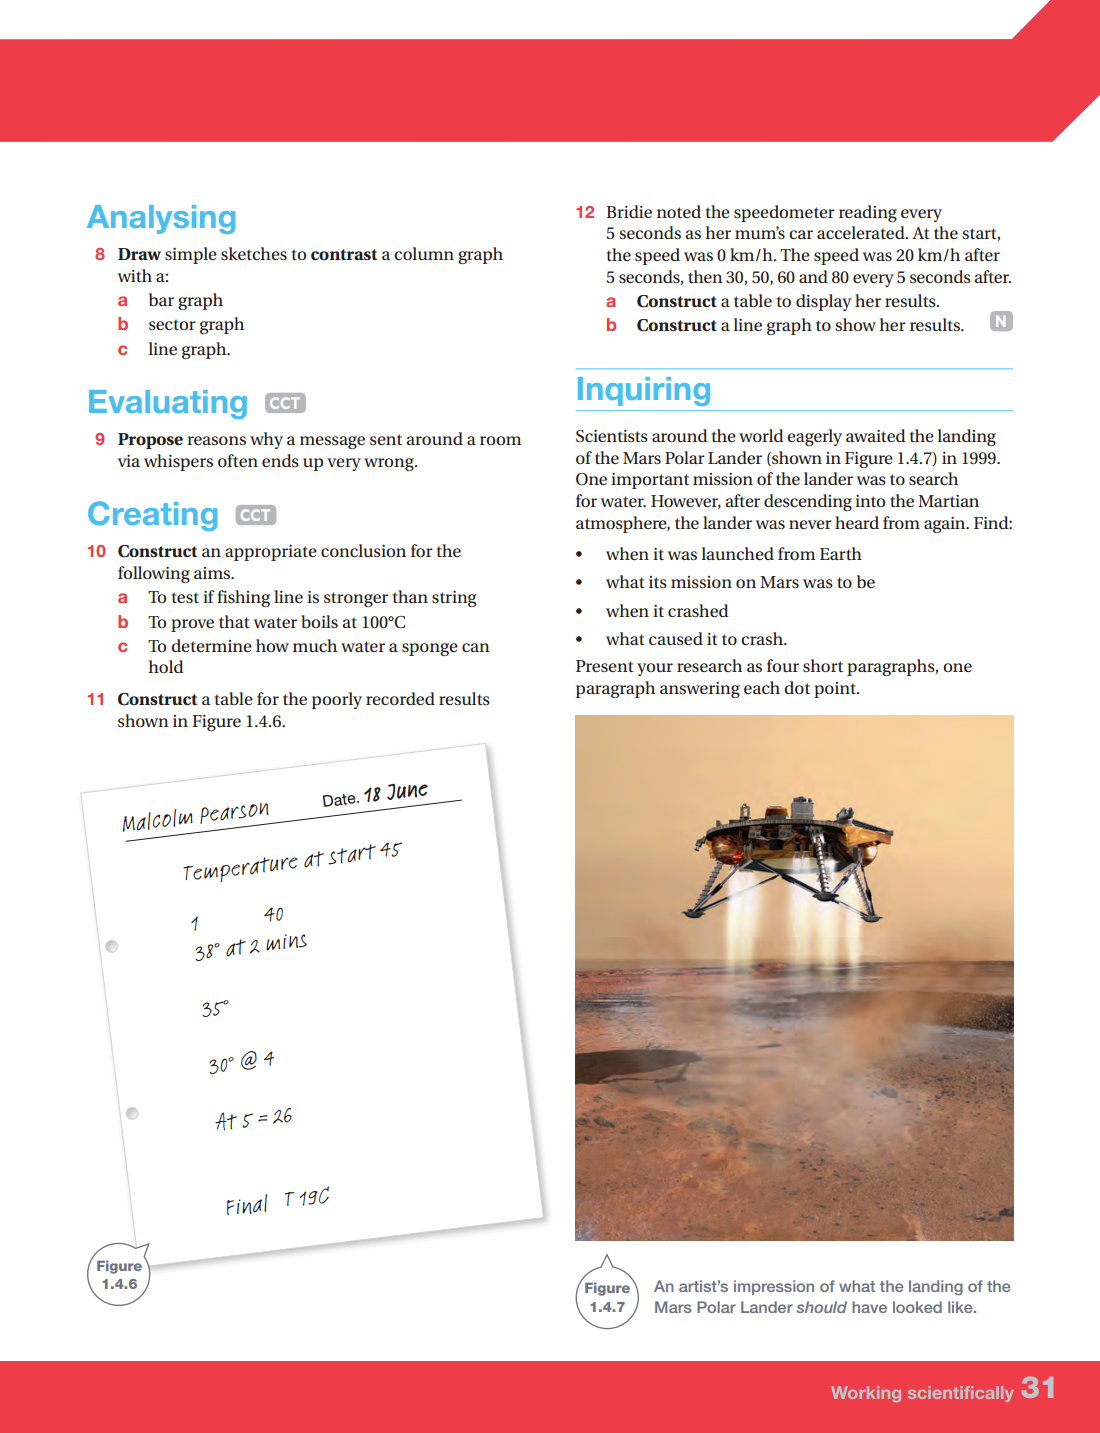 Analysing
8 Draw simple sketches to contrast a column graph
with a:
a bar graph
b sector graph
c line graph.
Evaluating CCT
9 Propose reasons why a message sent around a room
via whispers often ends up very wrong.
Creating CCT
10 Construct an appropriate conclusion for the
following aims.
a To test if fishing line is stronger than string
b To prove that water boils at 100°C
c To determine how much water a sponge can
hold
11 Construct a table for the poorly recorded results
shown in Figure 1.4.6.
Malcolm Pearson Date. 18 June
Temperature at start 45
1 40
38° at 2 mins
35°
30° @ 4
At 5 = 26
Final T 19C
Figure
1.4.6
12 Bridie noted the speedometer reading every
5 seconds as her mum's car accelerated. At the start,
the speed was 0 km/h. The speed was 20 km/h after
5 seconds, then 30, 50, 60 and 80 every 5 seconds after.
a Construct a table to display her results.
b Construct a line graph to show her results. N
Inquiring
Scientists around the world eagerly awaited the landing
of the Mars Polar Lander (shown in Figure 1.4.7) in 1999.
One important mission of the lander was to search
for water. However, after descending into the Martian
atmosphere, the lander was never heard from again. Find:
• when it was launched from Earth
• what its mission on Mars was to be
• when it crashed
• what caused it to crash.
Present your research as four short paragraphs, one
paragraph answering each dot point.
Figure
1.4.7
An artist's impression of what the landing of the
Mars Polar Lander should have looked like.
Working scientifically 31